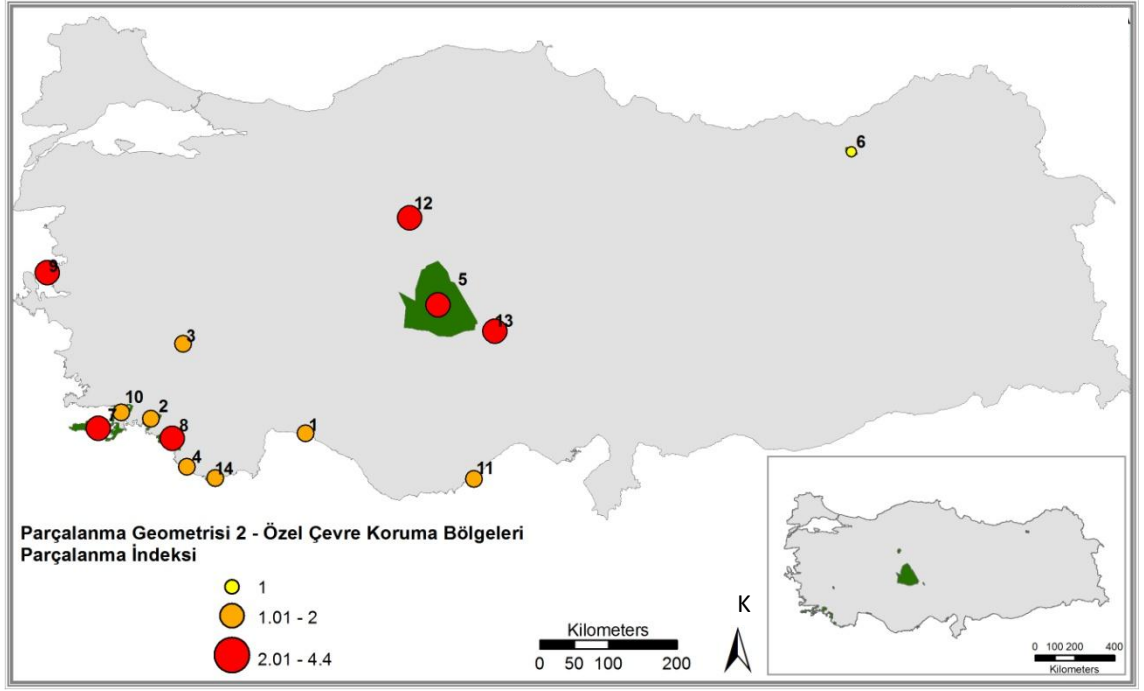 6
12
9
5
13
3
10
2
7
8
1
4
14
11
Parçalanma Geometrisi 2 - Özel Çevre Koruma Bölgeleri
Parçalanma İndeksi
1
1.01 - 2
2.01 - 4.4
K
Kilometers
0 50 100 200
0 100 200 400
Kilometers